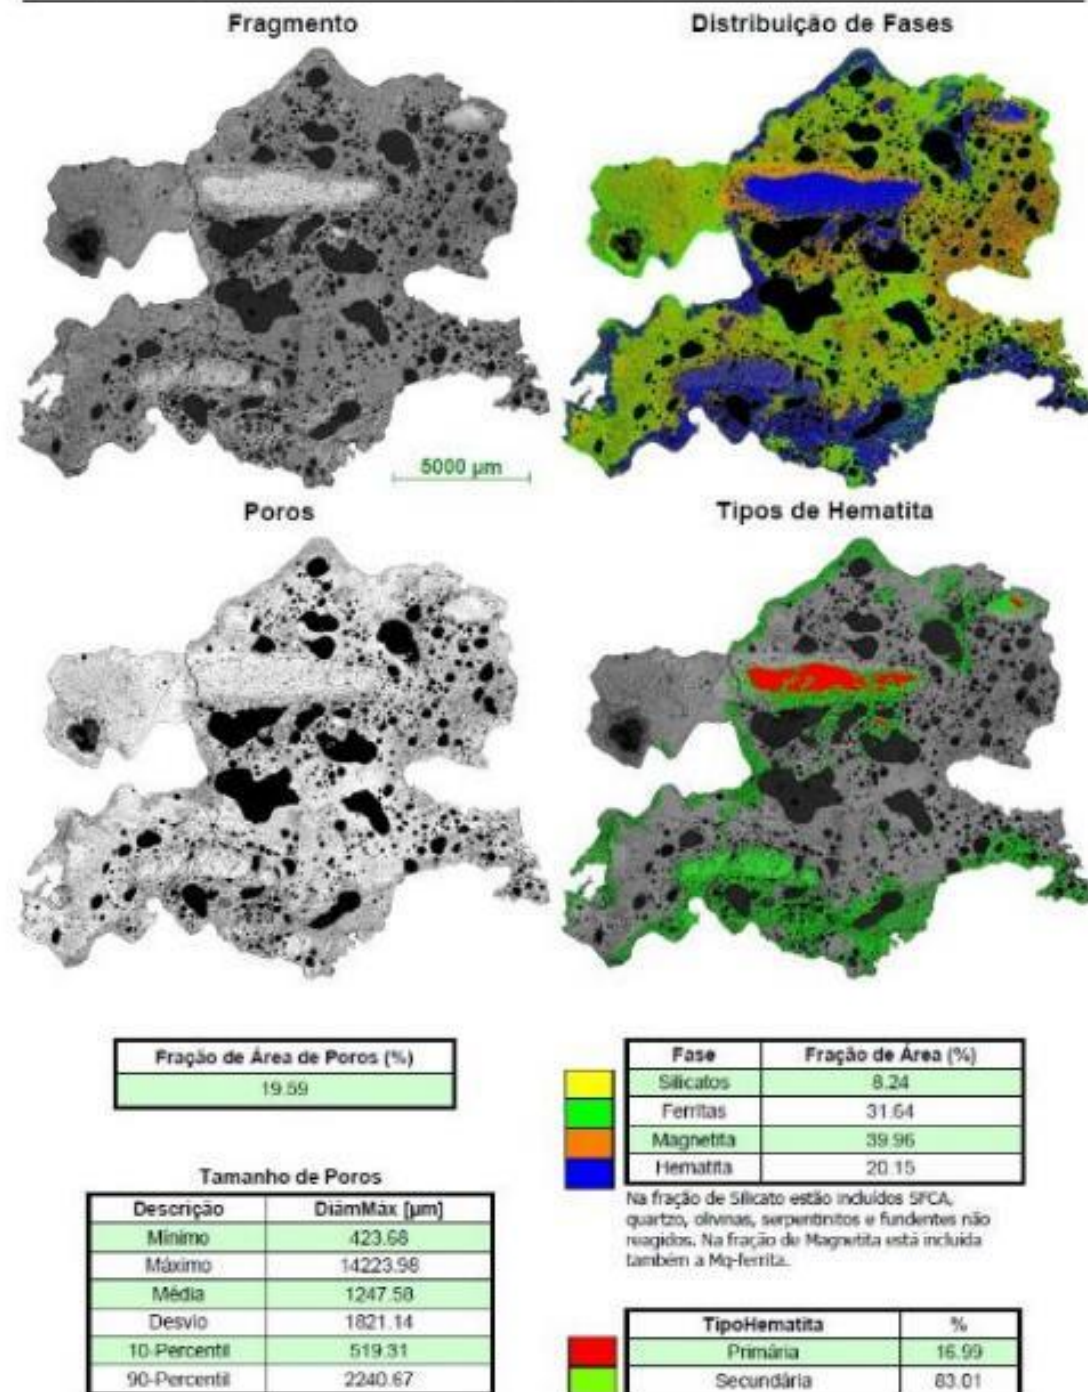 Fragmento
Distribuição de Fases
5000 µm
Poros
Tipos de Hematita
Fração de Área de Poros (%)
19.59
Tamanho de Poros
Descrição DiâmMáx [µm]
Mínimo 423.68
Máximo 14223.98
Média 1247.58
Desvio 1821.14
10-Percentil 519.31
90-Percentil 2240.67
Fase Fração de Área (%)
Silicatos 8.24
Ferritas 31.64
Magnetita 39.96
Hematita 20.15
Na fração de Silicato estão incluídos SFCA,
quartzo, olivinas, serpentinitos e fundentes não
reagidos. Na fração de Magnetita está incluída
também a Mg-ferrita.
TipoHematita %
Primária 16.99
Secundária 83.01